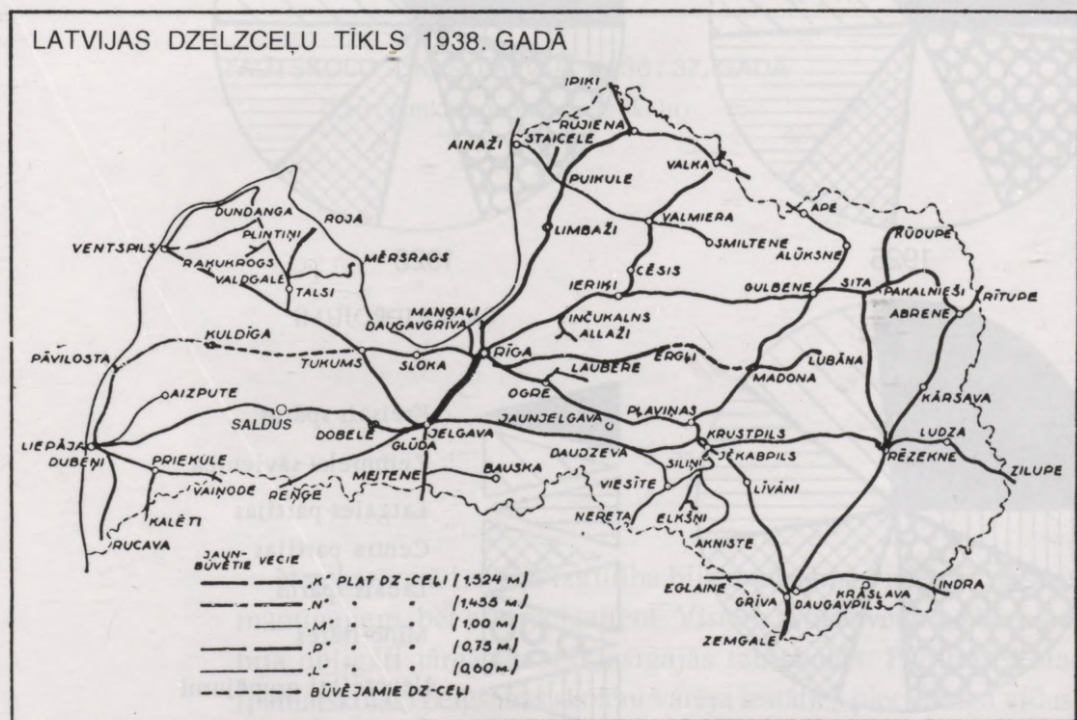 LATVIJAS DZELZCEĻU TĪKLS 1938. GADĀ
IPIĶI
RŪJIENA
STAICELE
AINAŽI
VALKA
PUIKULE
APE
DUNDANGA
ROJA
PLINTIŅI
VENTSPILS
LIMBAŽI
VALMIERA
SMILTENE
ALŪKSNE
KŪDUPE
RAKUKROGS
MĒRSRAGS
VALDGALE
TALSI
CĒSIS
IERIĶI
GULBENE
SITA
PAKALNIEŠI
RĪTUPE
ABRENE
MANGAĻI
DAUGAVGRĪVA
INČUKALNS
ALLAŽI
KULDĪGA
PĀVILOSTA
TUKUMS
SLOKA
RĪGA
ĒRGĻI
LUBĀNA
LAUBERE
MADONA
OGRE
KĀRSAVA
AIZPUTE
SALDUS
JAUNJELGAVA
PĻAVIŅAS
LIEPĀJA
DOBELE
JELGAVA
KRUSTPILS
LUDZA
DUBEŅI
GLŪDA
DAUDZEVA
JĒKABPILS
RĒZEKNE
PRIEKULE
MEITENE
BAUSKA
SILIŅI
ZILUPE
VAIŅODE
REŅĢE
VIESĪTE
LĪVĀNI
KALĒTI
NERETA
ELKŠŅI
RUCAVA
AKNISTE
EGLAINE
KRĀSLAVA
INDRA
GRĪVA
DAUGAVPILS
ZEMGALE
JAUN-
BŪVĒTIE VECIE
"K" PLAT DZ-CEĻI (1,524 M)
"N" " " (1,435 M)
"M" " " (1,00 M)
"P" " " (0,75 M.)
"L" " " (0,60 M.)
BŪVĒJAMIE DZ-CEĻI